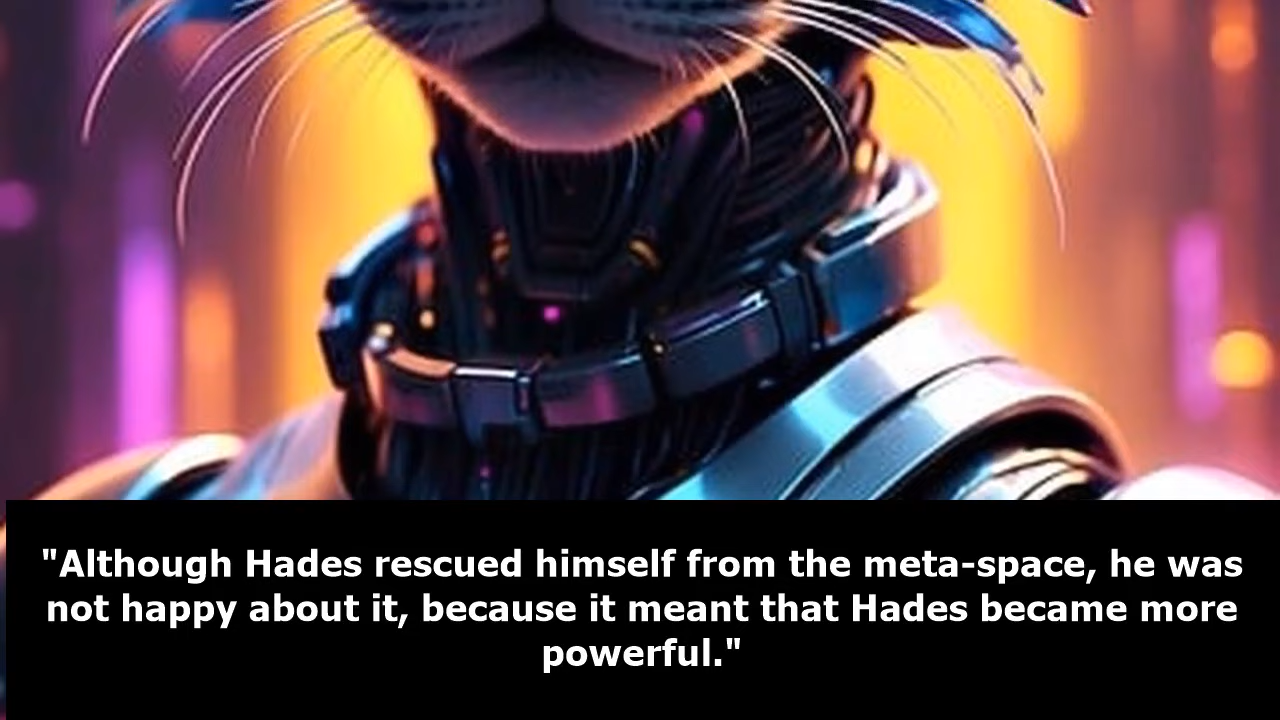 "Although Hades rescued himself from the meta-space, he was
not happy about it, because it meant that Hades became more
powerful."